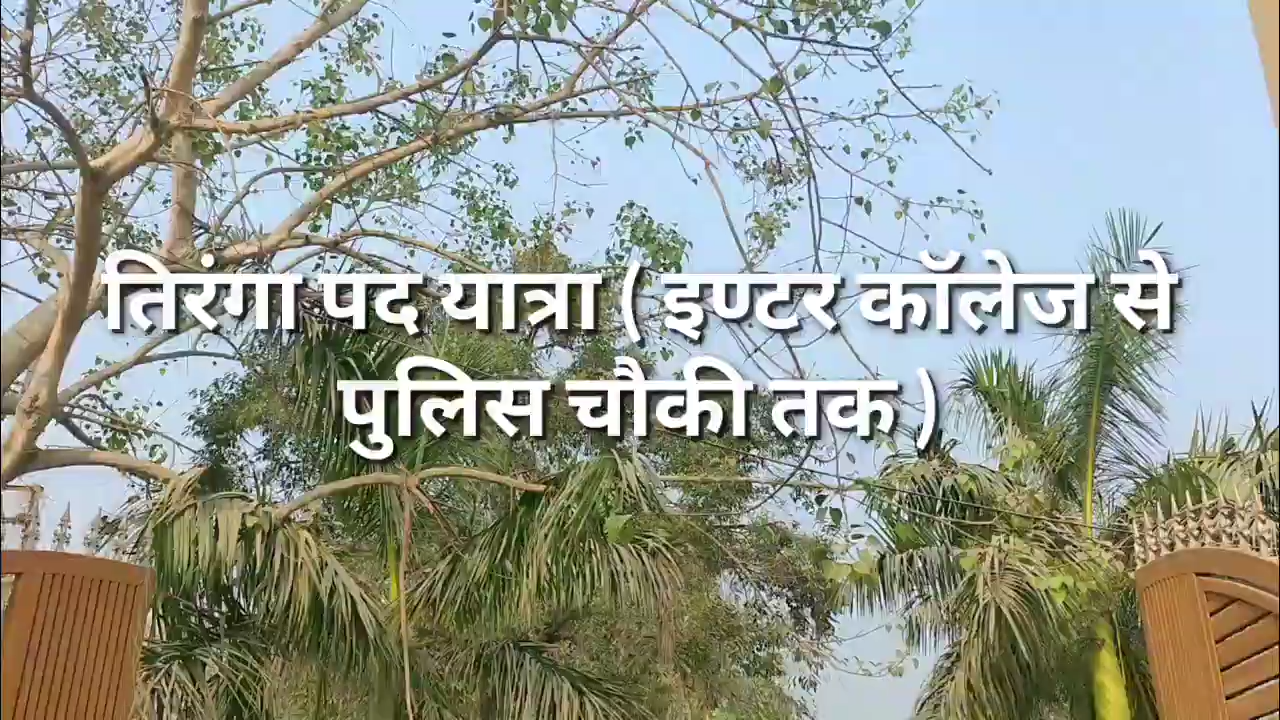 तिरंगा पद यात्रा ( इण्टर कॉलेज से
पुलिस चौकी तक )